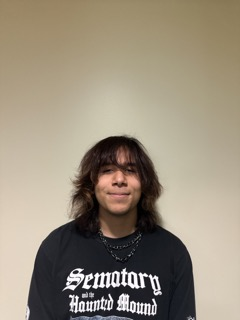 Sematary
and the
Haunted Mound